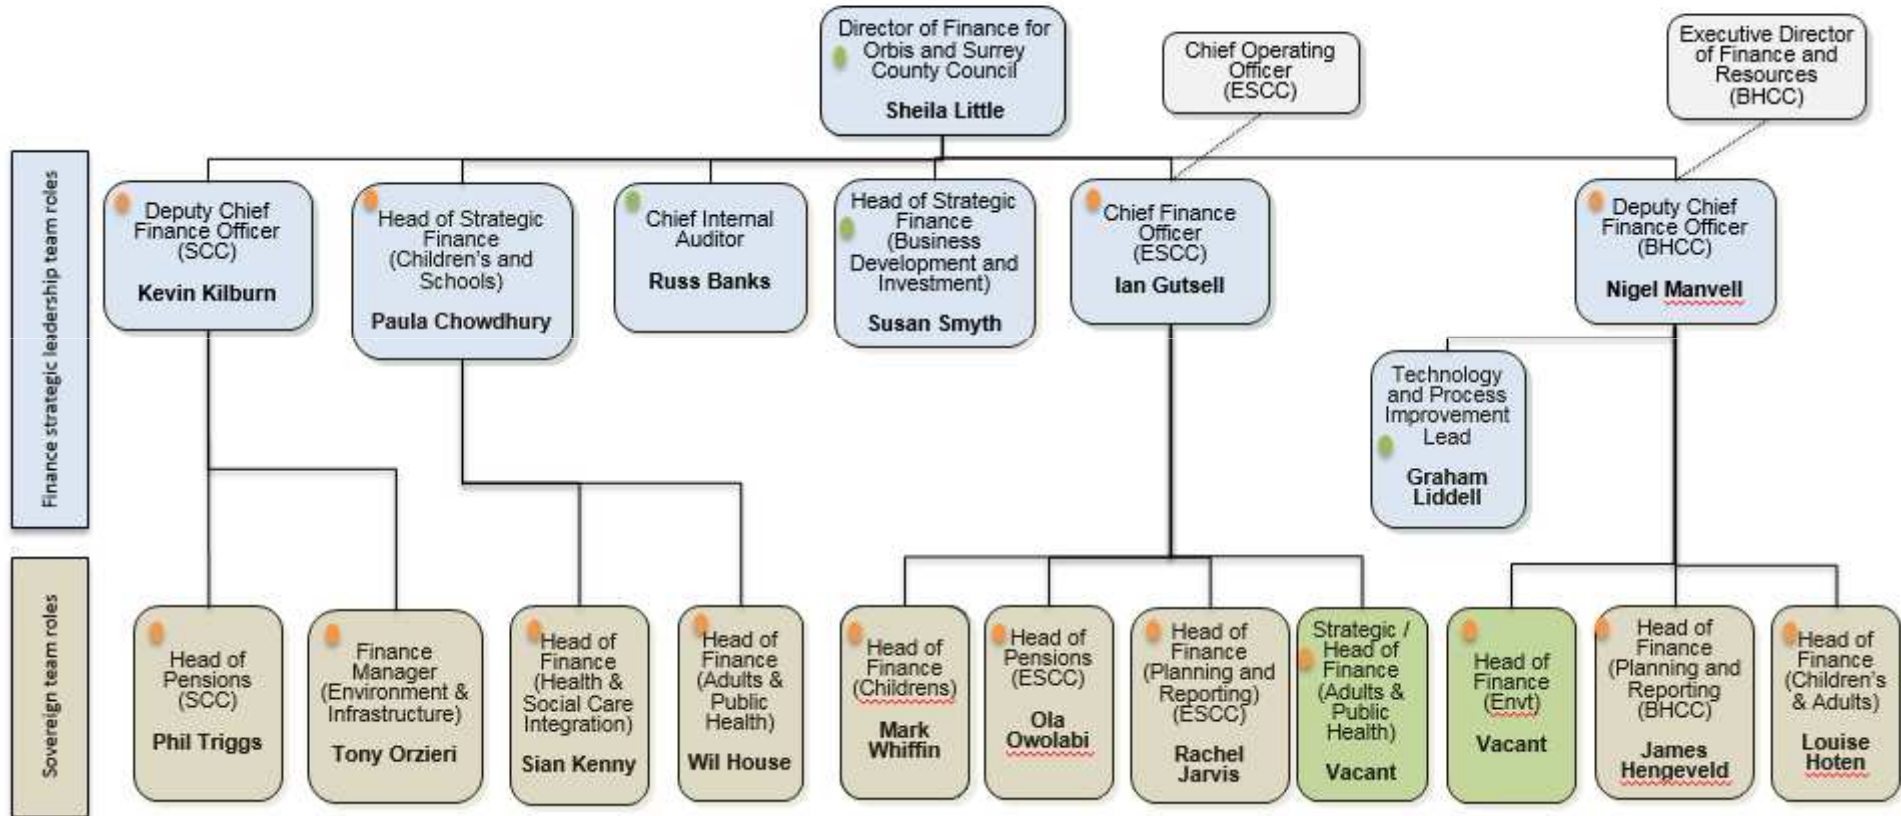 Director of Finance for
Orbis and Surrey
County Council
Sheila Little
Chief Operating
Officer
(ESCC)
Executive Director
of Finance and
Resources
(BHCC)
Finance strategic leadership team roles
Deputy Chief
Finance Officer
(SCC)
Kevin Kilburn
Head of Strategic
Finance
(Children's and
Schools)
Paula Chowdhury
Chief Internal
Auditor
Russ Banks
Head of Strategic
Finance
(Business
Development and
Investment)
Susan Smyth
Chief Finance
Officer
(ESCC)
Ian Gutsell
Deputy Chief
Finance Officer
(BHCC)
Nigel Manvell
Technology
and Process
Improvement
Lead
Graham
Liddell
Sovereign team roles
Head of
Pensions
(SCC)
Phil Triggs
Finance
Manager
(Environment &
Infrastructure)
Tony Orzieri
Head of
Finance
(Health &
Social Care
Integration)
Sian Kenny
Head of
Finance
(Adults &
Public
Health)
Wil House
Head of
Finance
(Childrens)
Mark
Whiffin
Head of
Pensions
(ESCC)
Ola
Owolabi
Head of
Finance
(Planning and
Reporting)
(ESCC)
Rachel
Jarvis
Strategic /
Head of
Finance
(Adults &
Public
Health)
Vacant
Head of
Finance
(Envt)
Vacant
Head of
Finance
(Planning and
Reporting
(BHCC)
James
Hengeveld
Head of
Finance
(Children's
& Adults)
Louise
Hoten